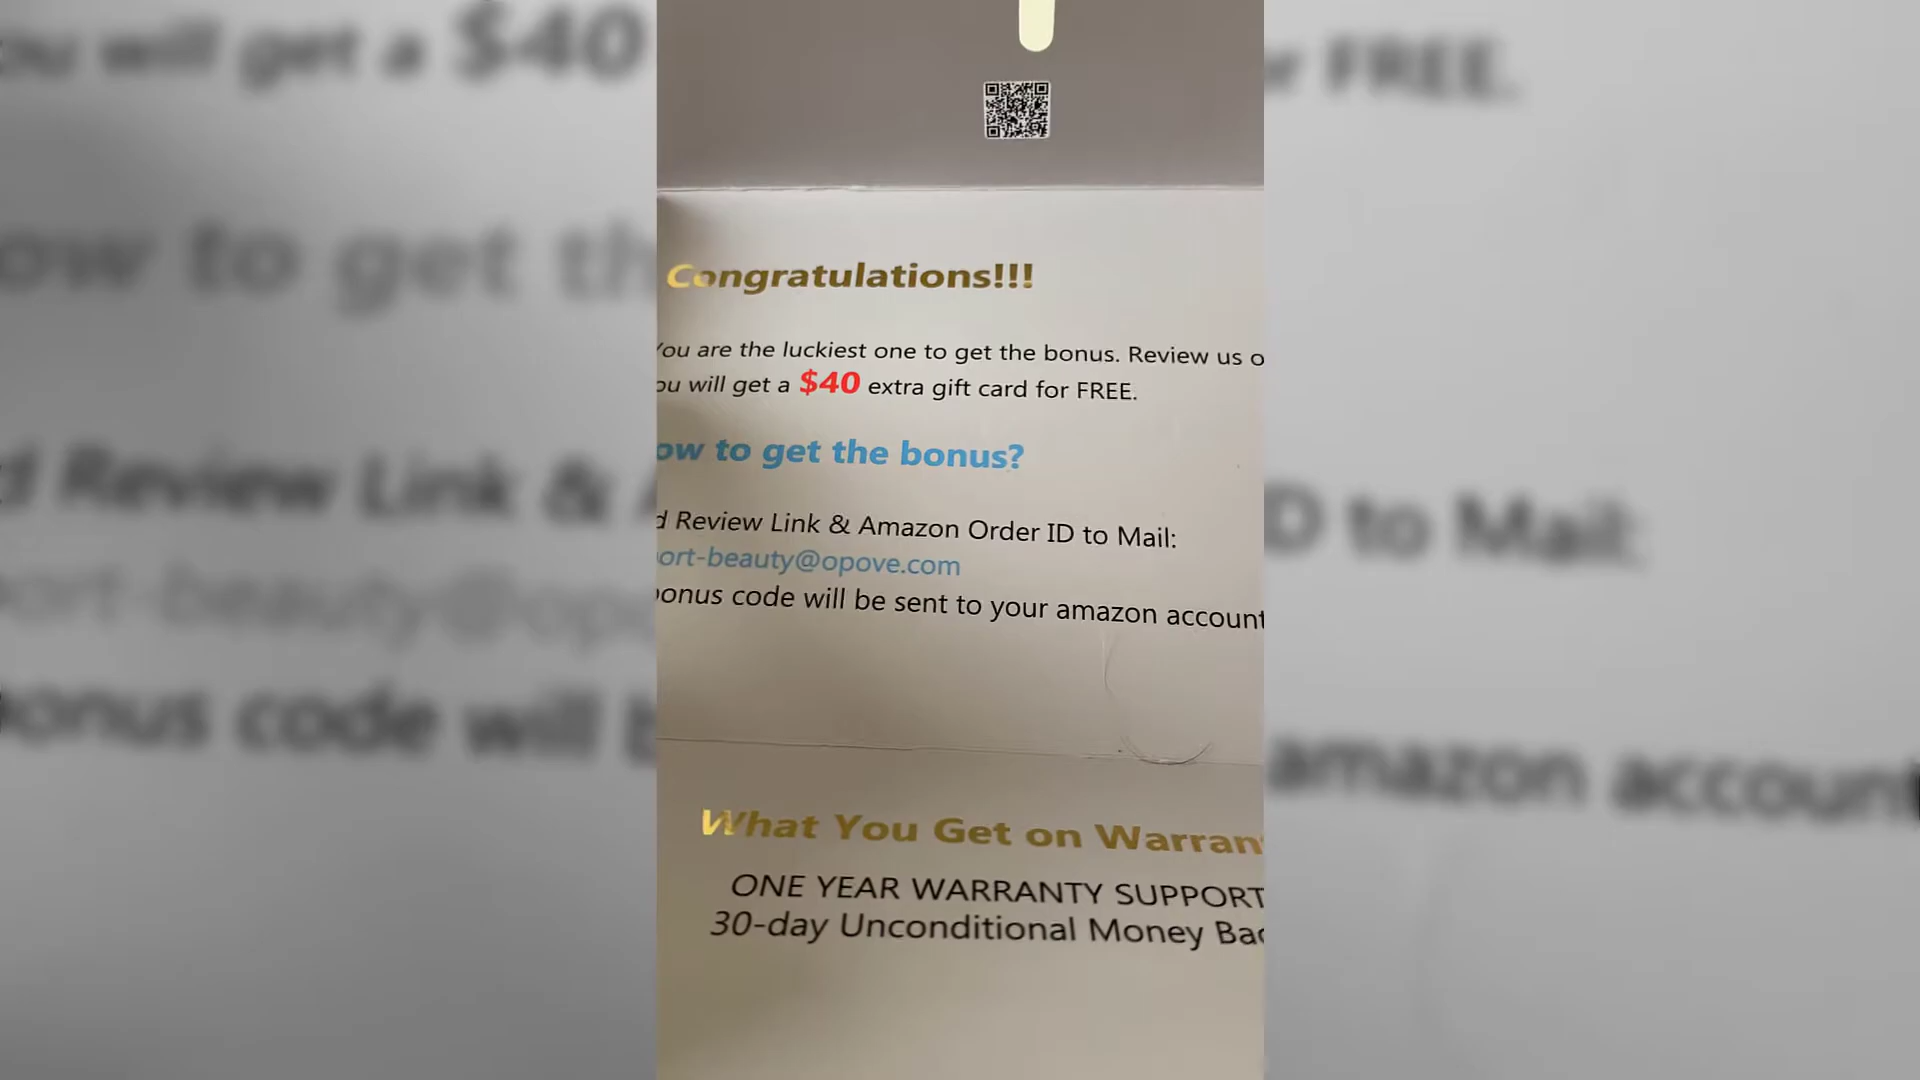 Congratulations!!!
You are the luckiest one to get the bonus. Review us o
ou will get a $40 extra gift card for FREE.
ow to get the bonus?
d Review Link & Amazon Order ID to Mail:
ort-beauty@opove.com
bonus code will be sent to your amazon account
What You Get on Warran
ONE YEAR WARRANTY SUPPORT
30-day Unconditional Money Bac